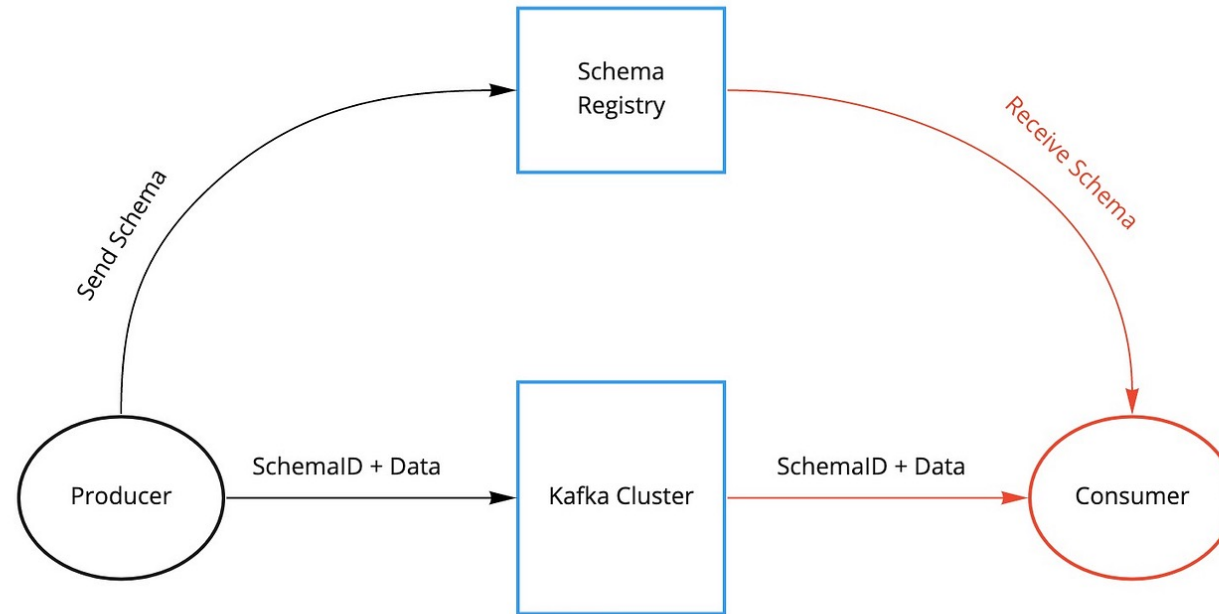 Schema
Registry
Send Schema
Receive Schema
SchemaID + Data
SchemaID + Data
Producer
Kafka Cluster
Consumer